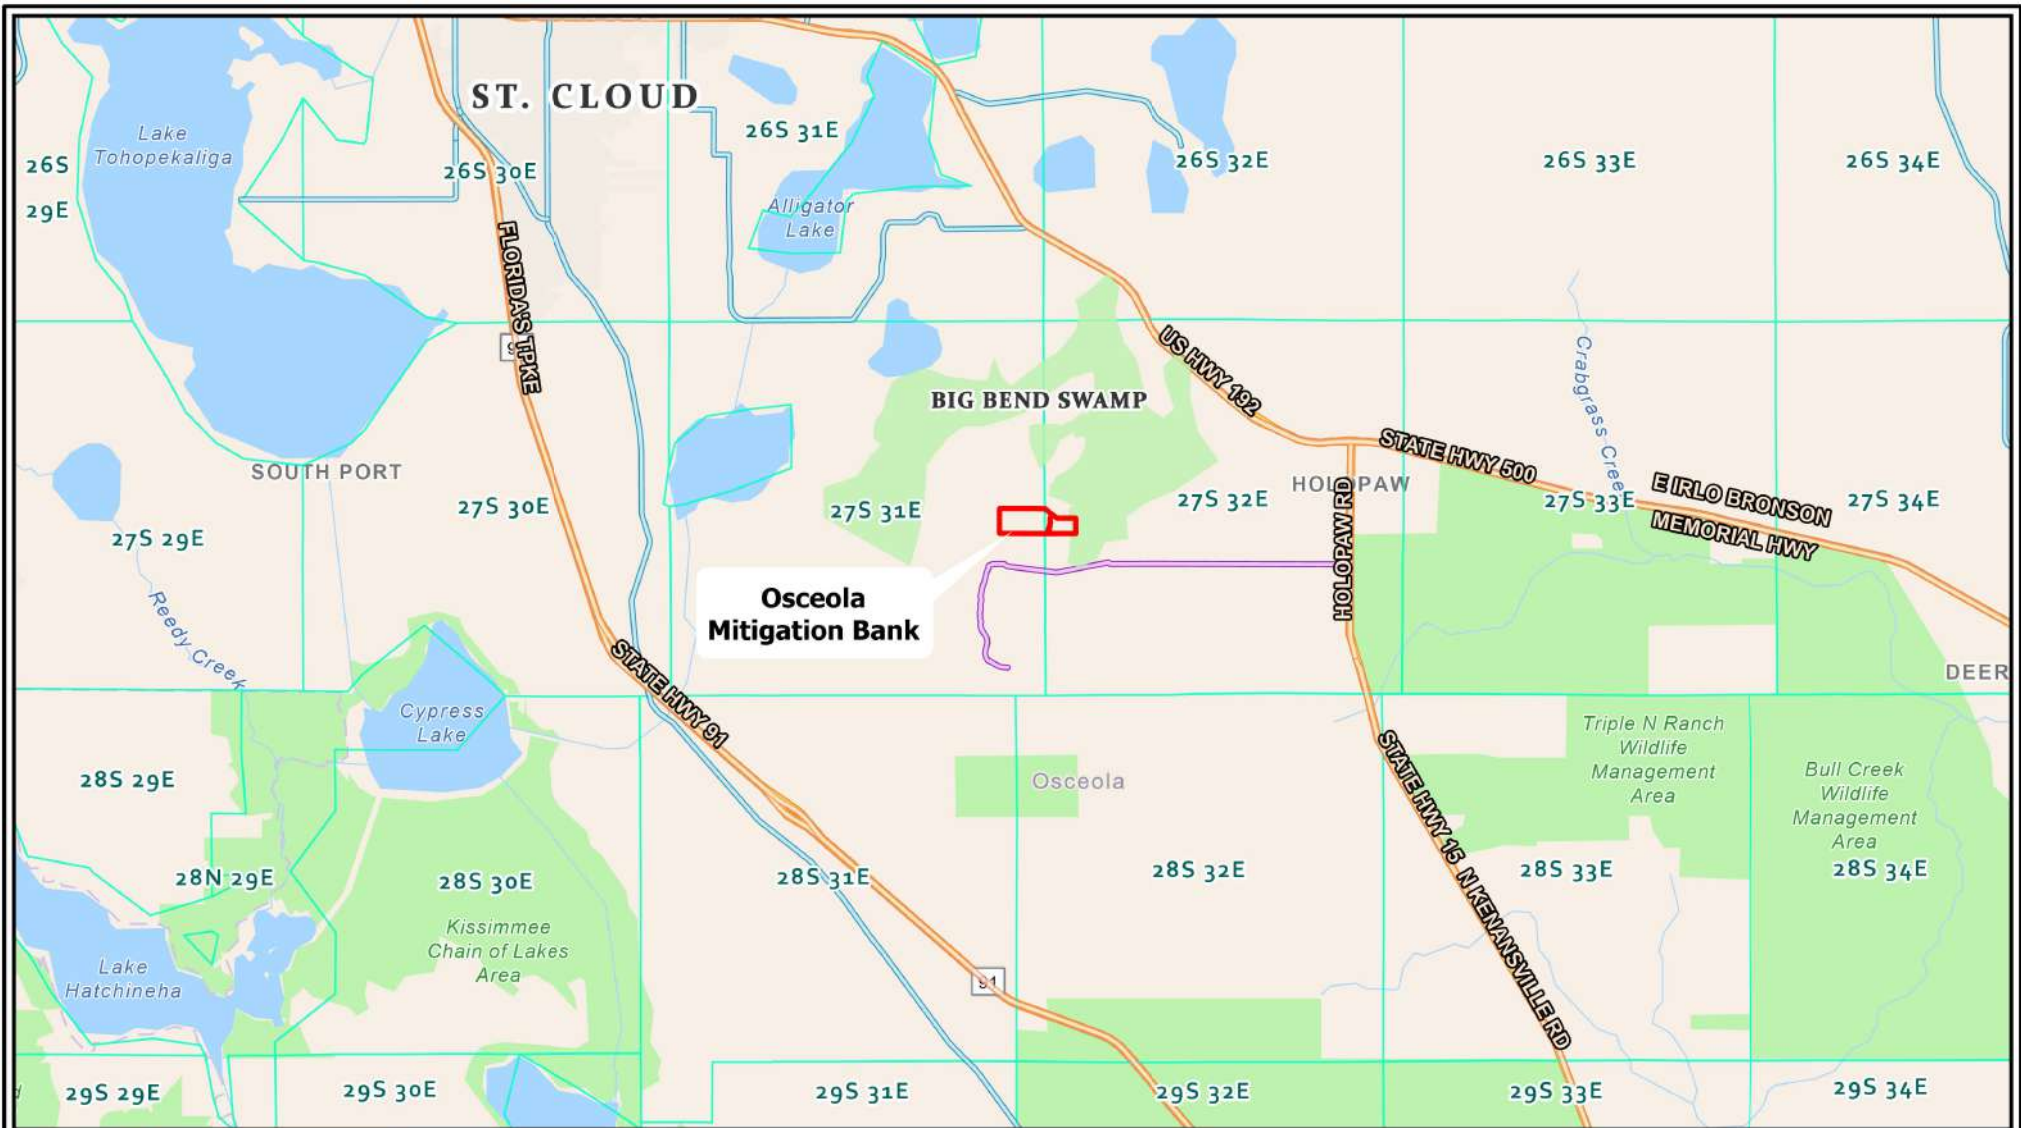 ST. CLOUD
Lake
Tohopekaliga
26S
29E
26S 30E
26S 31E
26S 32E
26S 33E
26S 34E
Alligator
Lake
FLORIDA'S TPKE
US HWY 192
BIG BEND SWAMP
Crabgrass Creek
SOUTH PORT
STATE HWY 500
HOLOPAW
E IRLO BRONSON
MEMORIAL HWY
27S 29E
27S 30E
27S 31E
27S 32E
27S 33E
27S 34E
HOLOPAW RD
Osceola
Mitigation Bank
Reedy Creek
STATE HWY 91
DEER
Cypress
Lake
Triple N Ranch
Wildlife
Management
Area
Bull Creek
Wildlife
Management
Area
28S 29E
Osceola
STATE HWY 15
N KENANSVILLE RD
28N 29E
28S 30E
28S 31E
28S 32E
28S 33E
28S 34E
Kissimmee
Chain of Lakes
Area
Lake
Hatchineha
91
29S 29E
29S 30E
29S 31E
29S 32E
29S 33E
29S 34E